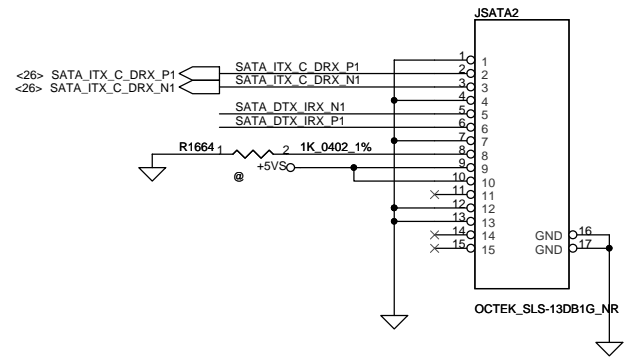 JSATA2
1 1
<26> SATA_ITX_C_DRX_P1 SATA_ITX_C_DRX_P1 2 2
<26> SATA_ITX_C_DRX_N1 SATA_ITX_C_DRX_N1 3 3
4 4
SATA_DTX_IRX_N1 5 5
SATA_DTX_IRX_P1 6 6
7 7
R1664 1 2 1K_0402_1% 8 8
@ +5VS 9 9
10 10
11 11
12 12
13 13
14 14 GND 16
15 15 GND 17
OCTEK_SLS-13DB1G_NR